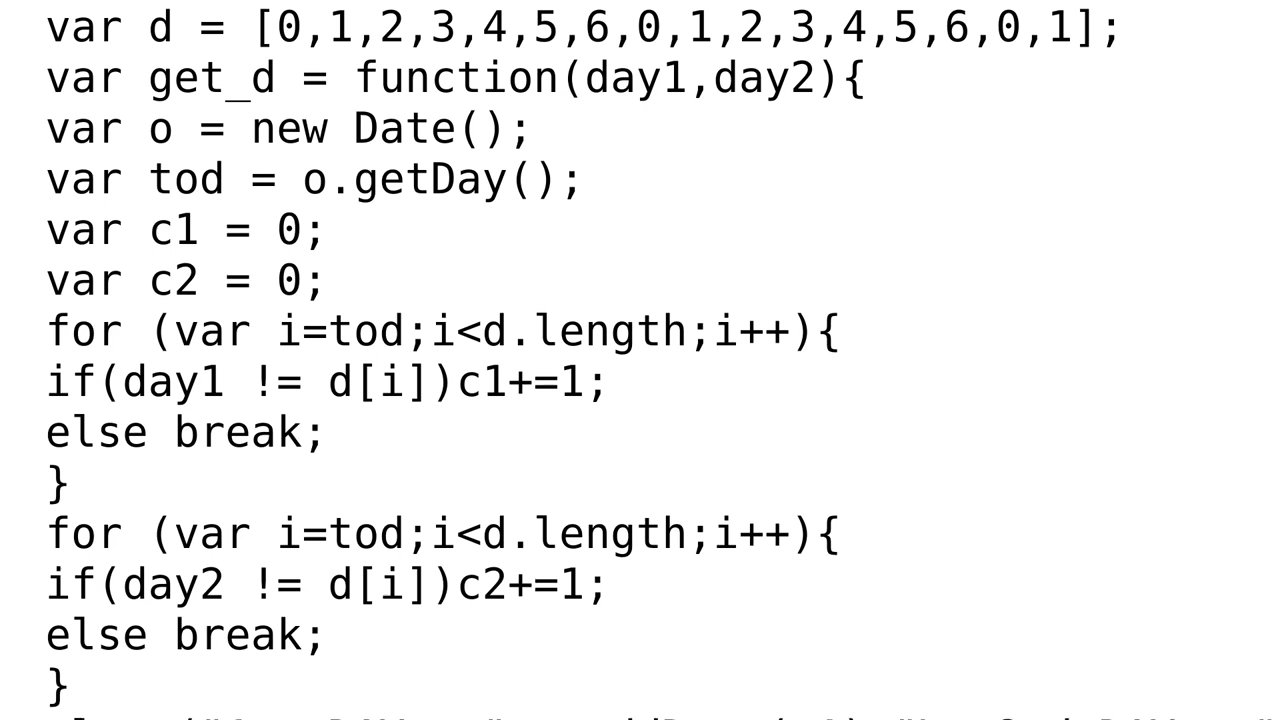 var d = [0,1,2,3,4,5,6,0,1,2,3,4,5,6,0,1];
var get_d = function(day1,day2){
var o = new Date();
var tod = o.getDay();
var c1 = 0;
var c2 = 0;
for (var i=tod;i<d.length;i++){
if(day1 != d[i])c1+=1;
else break;
}
for (var i=tod;i<d.length;i++){
if(day2 != d[i])c2+=1;
else break;
}